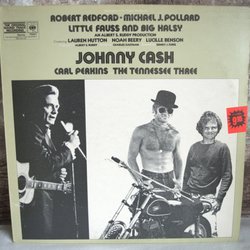 ROBERT REDFORD · MICHAEL J. POLLARD
LITTLE FAUSS AND BIG HALSY
AN ALBERT S. RUDDY PRODUCTION
LAUREN HUTTON · NOAH BEERY · LUCILLE BENSON
JOHNNY CASH
CARL PERKINS THE TENNESSEE THREE